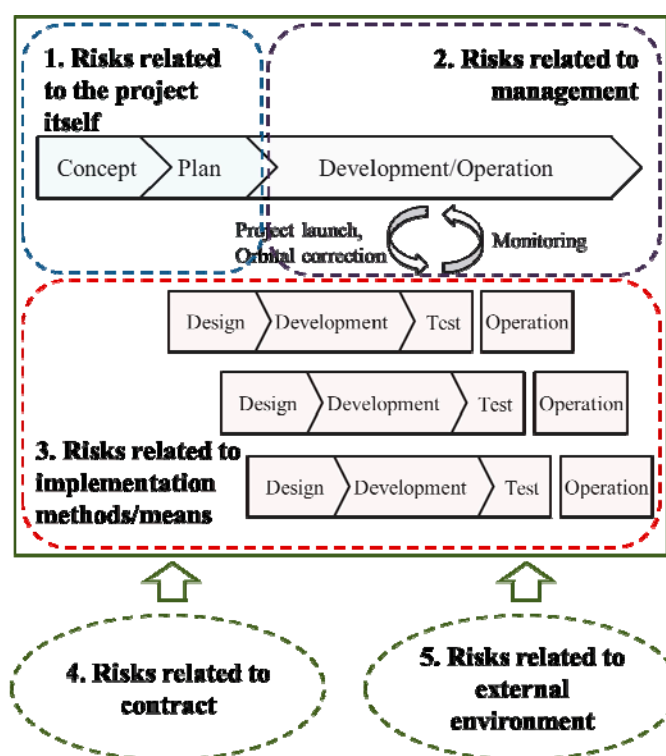 1. Risks related
to the project
itself
2. Risks related to
management
Concept
Plan
Development/Operation
Project launch,
Orbital correction
Monitoring
Design
Development
Test
Operation
Design
Development
Test
Operation
3. Risks related to
implementation
methods/means
Design
Development
Test
Operation
4. Risks related to
contract
5. Risks related to
external
environment